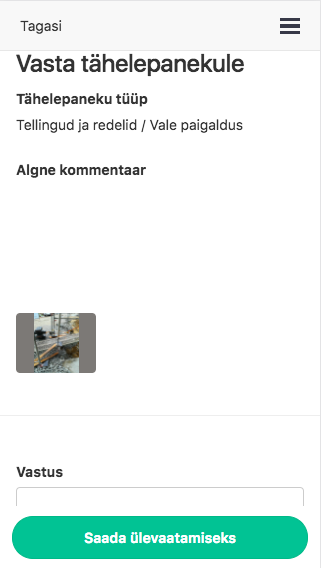 Tagasi
Vasta tähelepanekule
Tähelepaneku tüüp
Tellingud ja redelid / Vale paigaldus
Algne kommentaar
Vastus
Saada ülevaatamiseks